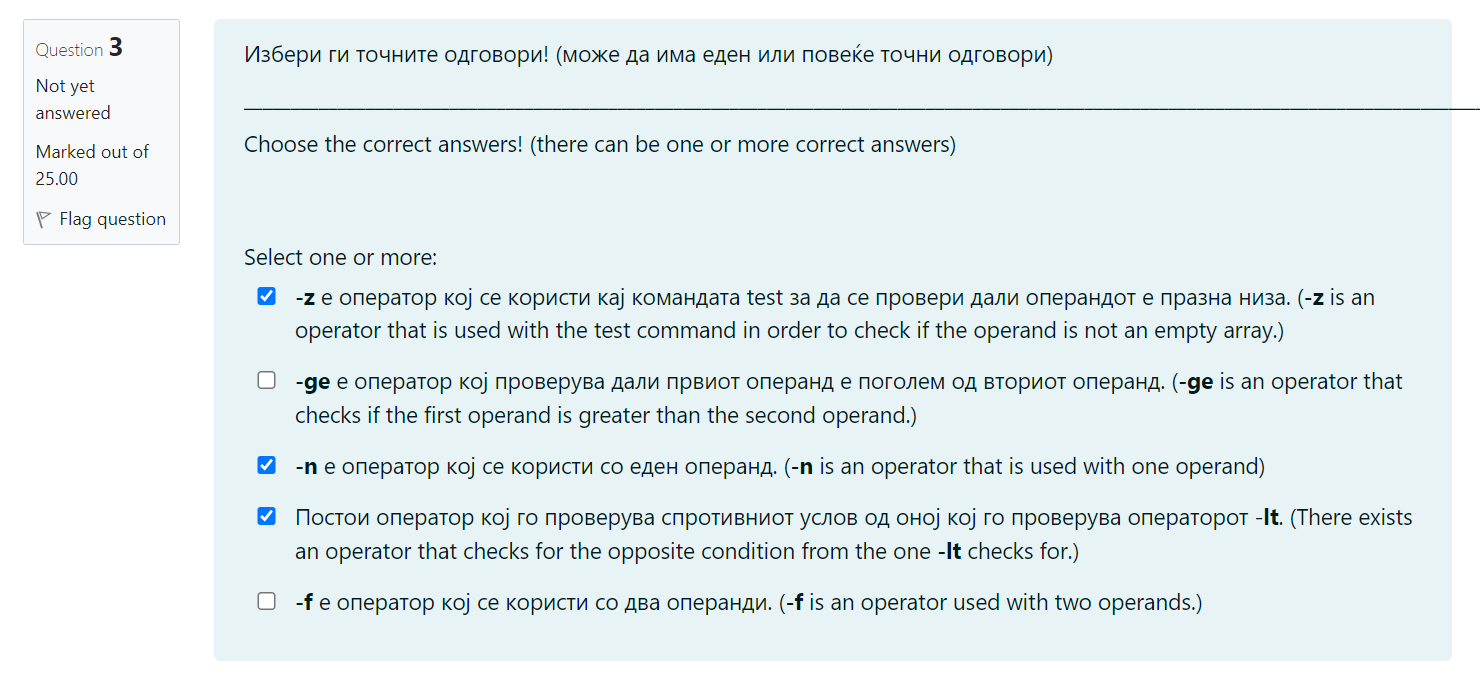 Question 3
Not yet
answered
Marked out of
25.00
Flag question
Избери ги точните одговори! (може да има еден или повеќе точни одговори)
Choose the correct answers! (there can be one or more correct answers)
Select one or more:
-z е оператор кој се користи кај командата test за да се провери дали операндот е празна низа. (-z is an
operator that is used with the test command in order to check if the operand is not an empty array.)
-ge е оператор кој проверува дали првиот операнд е поголем од вториот операнд. (-ge is an operator that
checks if the first operand is greater than the second operand.)
-n е оператор кој се користи со еден операнд. (-n is an operator that is used with one operand)
Постои оператор кој го проверува спротивниот услов од оној кој го проверува операторот -lt. (There exists
an operator that checks for the opposite condition from the one -lt checks for.)
-f е оператор кој се користи со два операнди. (-f is an operator used with two operands.)